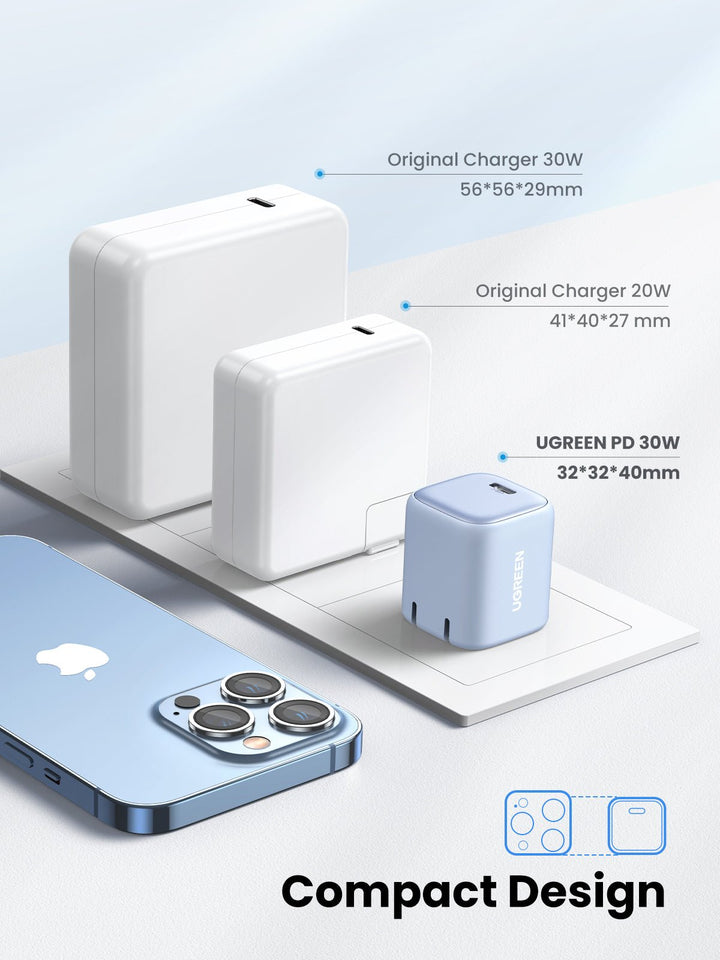 Original Charger 30W
56*56*29mm
Original Charger 20W
41*40*27 mm
UGREEN PD 30W
32*32*40mm
UGREEN
Compact Design